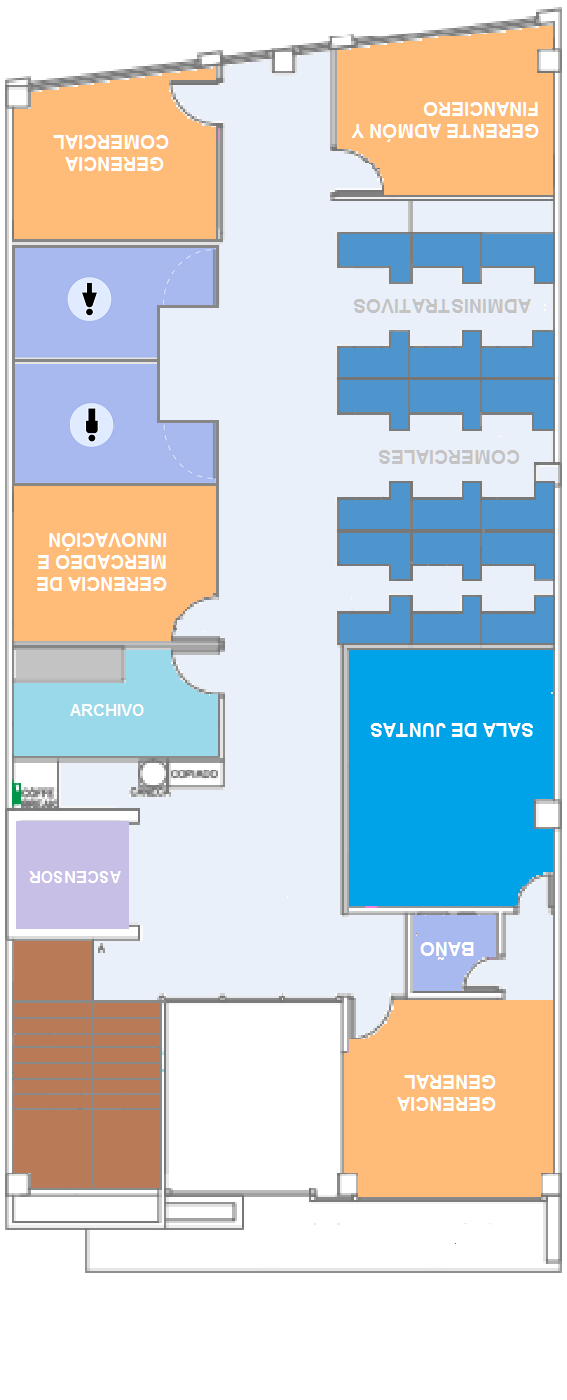 GERENTE ADMÓN Y
FINANCIERO
GERENCIA
COMERCIAL
ADMINISTRATIVOS
COMERCIALES
GERENCIA DE
MERCADEO E
INNOVACIÓN
ARCHIVO
SALA DE JUNTAS
COPIADO
CANECA
COFFE
ASCENSOR
BAÑO
A
GERENCIA
GENERAL